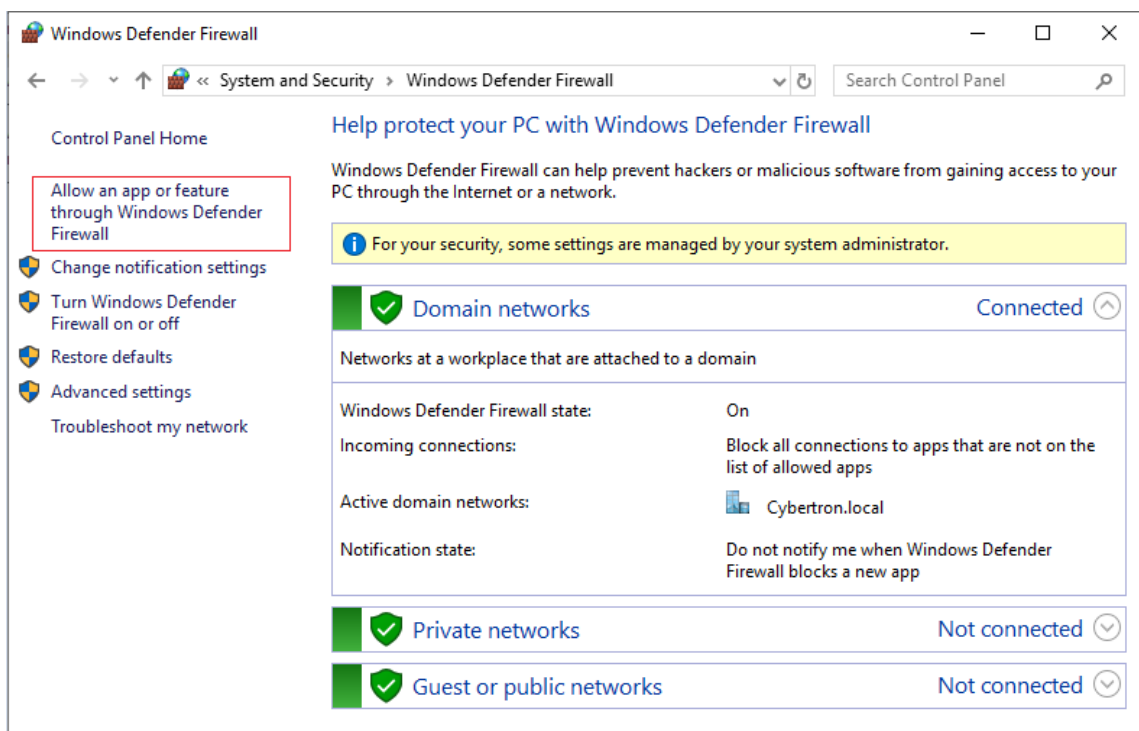 Windows Defender Firewall
« System and Security > Windows Defender Firewall
Search Control Panel
Control Panel Home
Allow an app or feature
through Windows Defender
Firewall
Change notification settings
Turn Windows Defender
Firewall on or off
Restore defaults
Advanced settings
Troubleshoot my network
Help protect your PC with Windows Defender Firewall
Windows Defender Firewall can help prevent hackers or malicious software from gaining access to your
PC through the Internet or a network.
For your security, some settings are managed by your system administrator.
Domain networks Connected
Networks at a workplace that are attached to a domain
Windows Defender Firewall state: On
Incoming connections: Block all connections to apps that are not on the
list of allowed apps
Active domain networks: Cybertron.local
Notification state: Do not notify me when Windows Defender
Firewall blocks a new app
Private networks Not connected
Guest or public networks Not connected